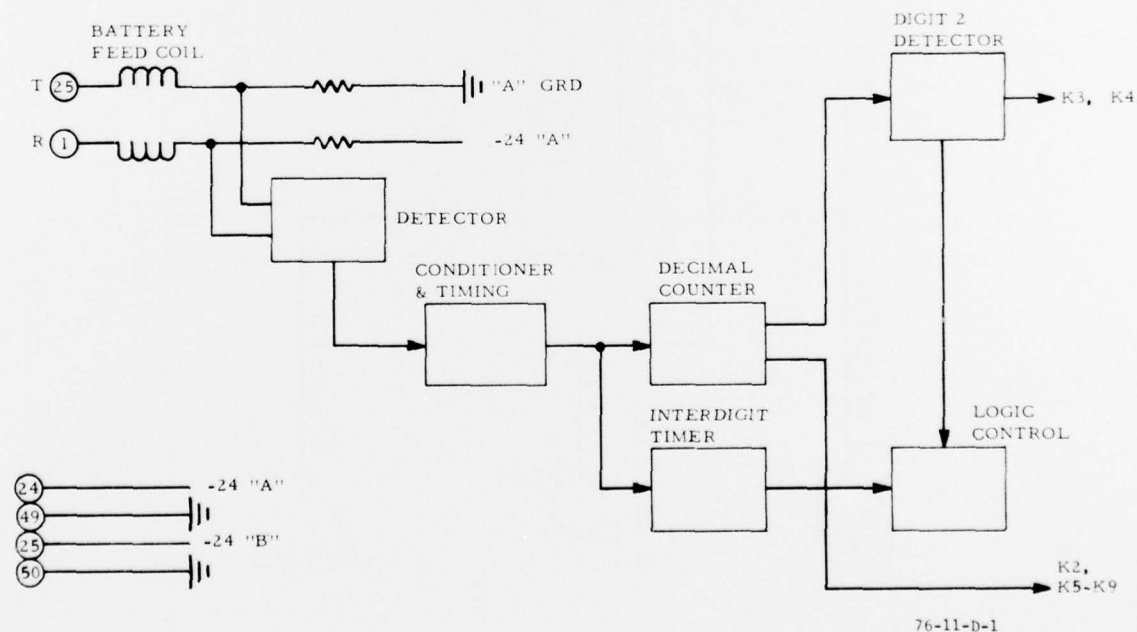 BATTERY
FEED COIL
DIGIT 2
DETECTOR
T 25
"A" GRD
K3, K4
R 1
-24 "A"
DETECTOR
CONDITIONER
& TIMING
DECIMAL
COUNTER
INTERDIGIT
TIMER
LOGIC
CONTROL
24
-24 "A"
49
25
-24 "B"
50
K2,
K5-K9
76-11-D-1